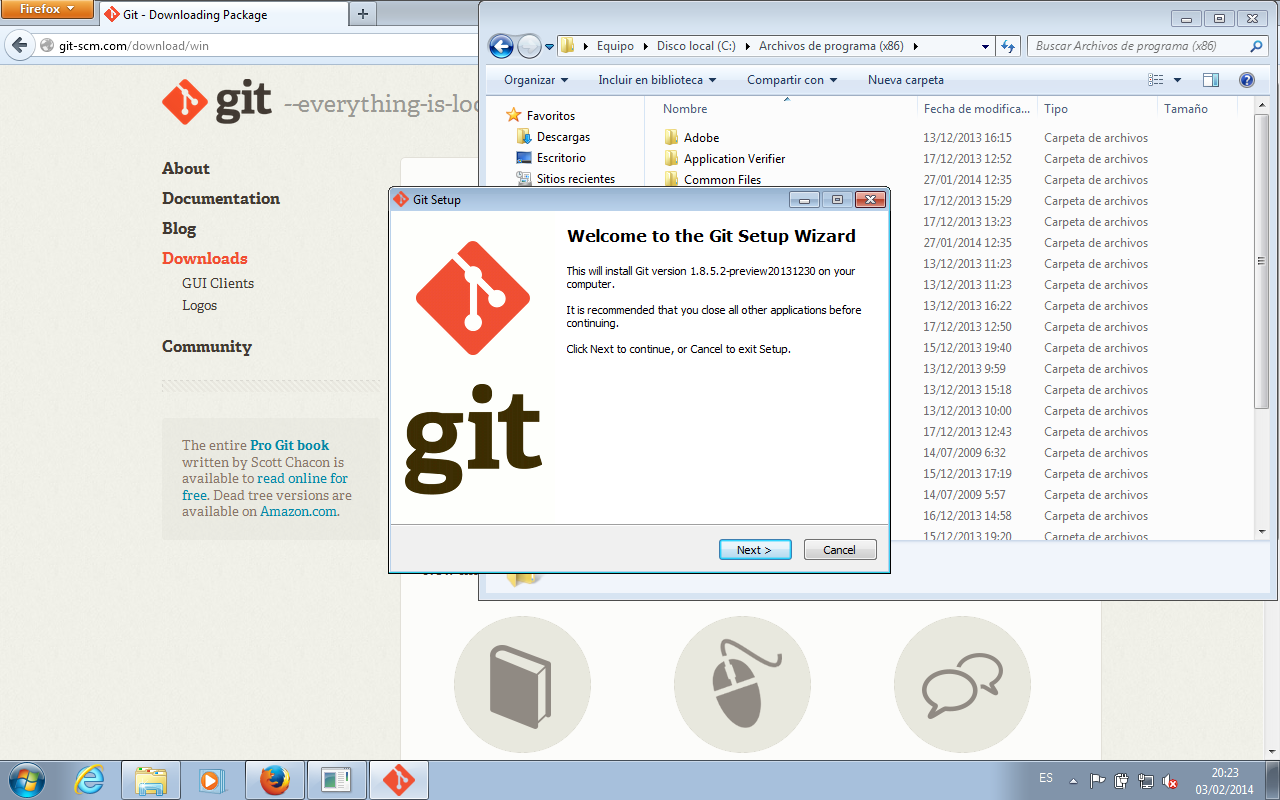 Firefox
Git - Downloading Package
git-scm.com/download/win
git --everything-is-loc
About
Documentation
Blog
Downloads
GUI Clients
Logos
Community
The entire Pro Git book
written by Scott Chacon is
available to read online for
free. Dead tree versions are
available on Amazon.com.
Equipo
Disco local (C:)
Archivos de programa (x86)
Buscar Archivos de programa (x86)
Organizar
Incluir en biblioteca
Compartir con
Nueva carpeta
Favoritos
Descargas
Escritorio
Sitios recientes
Nombre
Fecha de modifica...
Tipo
Tamaño
Adobe 13/12/2013 16:15 Carpeta de archivos
Application Verifier 17/12/2013 12:52 Carpeta de archivos
Common Files 27/01/2014 12:35 Carpeta de archivos
17/12/2013 15:29 Carpeta de archivos
17/12/2013 13:23 Carpeta de archivos
27/01/2014 12:35 Carpeta de archivos
13/12/2013 11:23 Carpeta de archivos
13/12/2013 11:23 Carpeta de archivos
13/12/2013 16:22 Carpeta de archivos
17/12/2013 12:50 Carpeta de archivos
15/12/2013 19:40 Carpeta de archivos
13/12/2013 9:59 Carpeta de archivos
13/12/2013 15:18 Carpeta de archivos
13/12/2013 10:00 Carpeta de archivos
17/12/2013 12:43 Carpeta de archivos
14/07/2009 6:32 Carpeta de archivos
15/12/2013 17:19 Carpeta de archivos
14/07/2009 5:57 Carpeta de archivos
16/12/2013 14:58 Carpeta de archivos
15/12/2013 19:20 Carpeta de archivos
Git Setup
Welcome to the Git Setup Wizard
This will install Git version 1.8.5.2-preview20131230 on your
computer.
It is recommended that you close all other applications before
continuing.
Click Next to continue, or Cancel to exit Setup.
git
Next >
Cancel
ES
20:23
03/02/2014